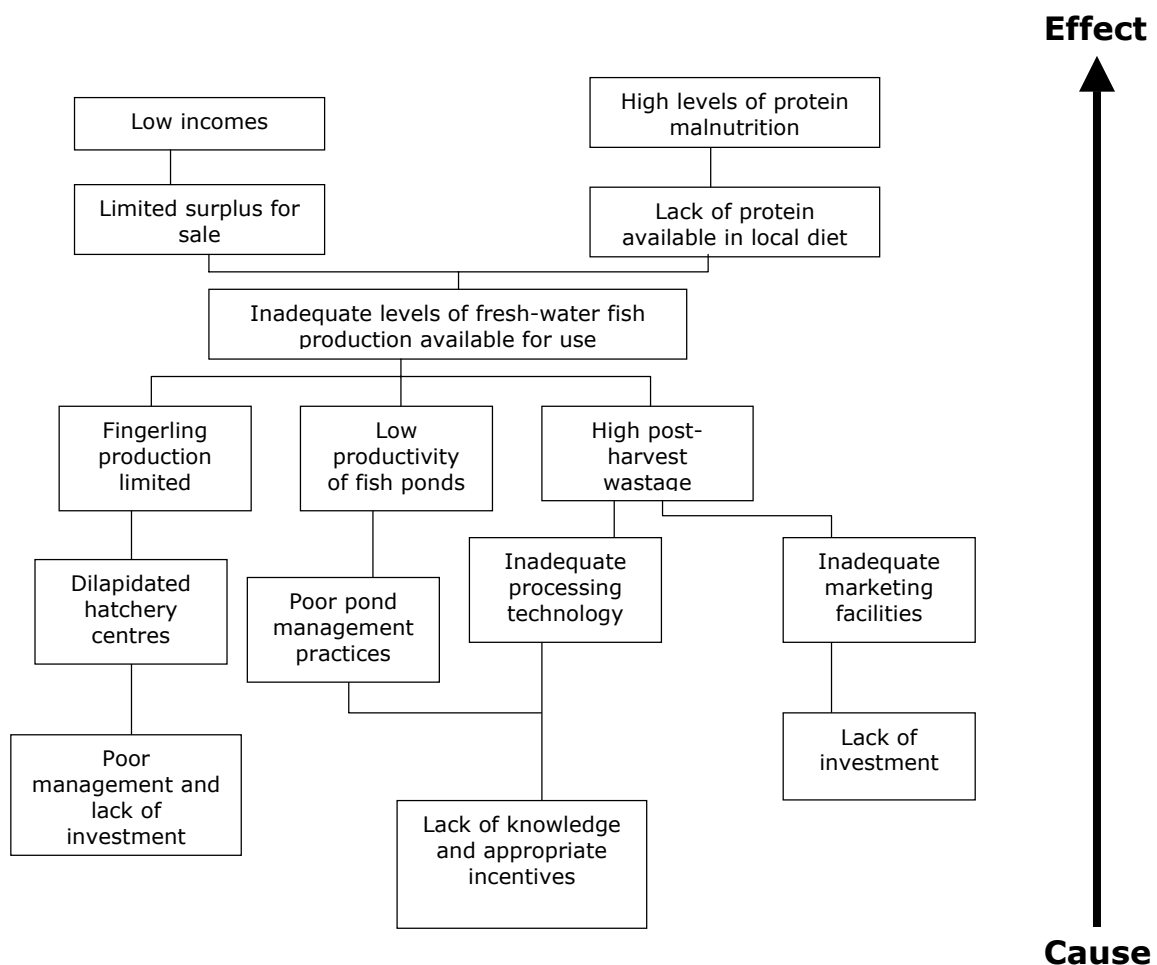 Effect
Low incomes
High levels of protein
malnutrition
Limited surplus for
sale
Lack of protein
available in local diet
Inadequate levels of fresh-water fish
production available for use
Fingerling
production
limited
Low
productivity
of fish ponds
High post-
harvest
wastage
Dilapidated
hatchery
centres
Poor pond
management
practices
Inadequate
processing
technology
Inadequate
marketing
facilities
Poor
management and
lack of
investment
Lack of knowledge
and appropriate
incentives
Lack of
investment
Cause